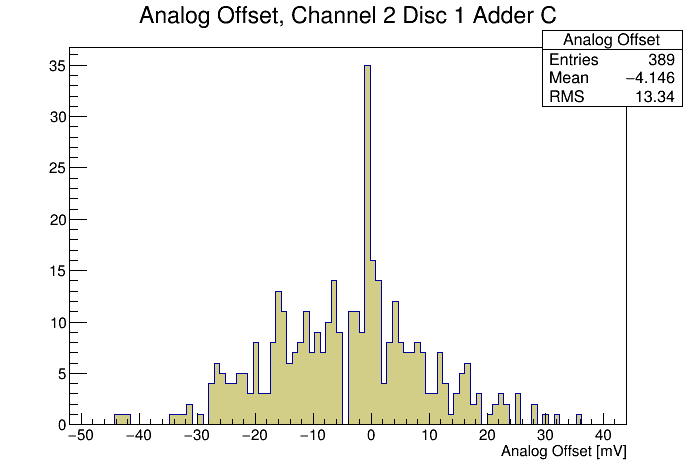 Analog Offset, Channel 2 Disc 1 Adder C
Analog Offset
Entries 389
Mean −4.146
RMS 13.34
35
30
25
20
15
10
5
0
−50 −40 −30 −20 −10 0 10 20 30 40
Analog Offset [mV]